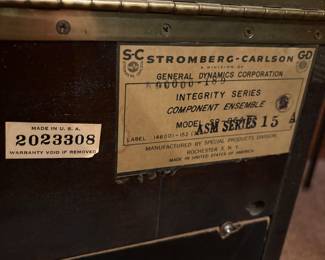 S-C STROMBERG-CARLSON GD
A DIVISION OF
GENERAL DYNAMICS CORPORATION
INTEGRITY SERIES
COMPONENT ENSEMBLE
MODEL
ASM SERIES 15
LABEL
MANUFACTURED BY SPECIAL PRODUCTS DIVISION
ROCHESTER 3, N. Y.
MADE IN UNITED STATES OF AMERICA
MADE IN U. S. A.
2023308
WARRANTY VOID IF REMOVED